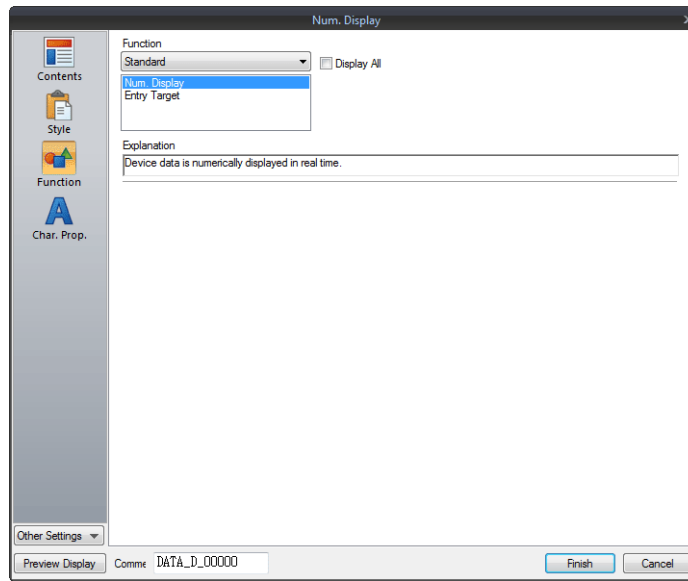 Num. Display
Contents
Style
Function
Char. Prop.
Function
Standard
Display All
Num. Display
Entry Target
Explanation
Device data is numerically displayed in real time.
Other Settings
Preview Display
Comme
DATA_D_00000
Finish
Cancel